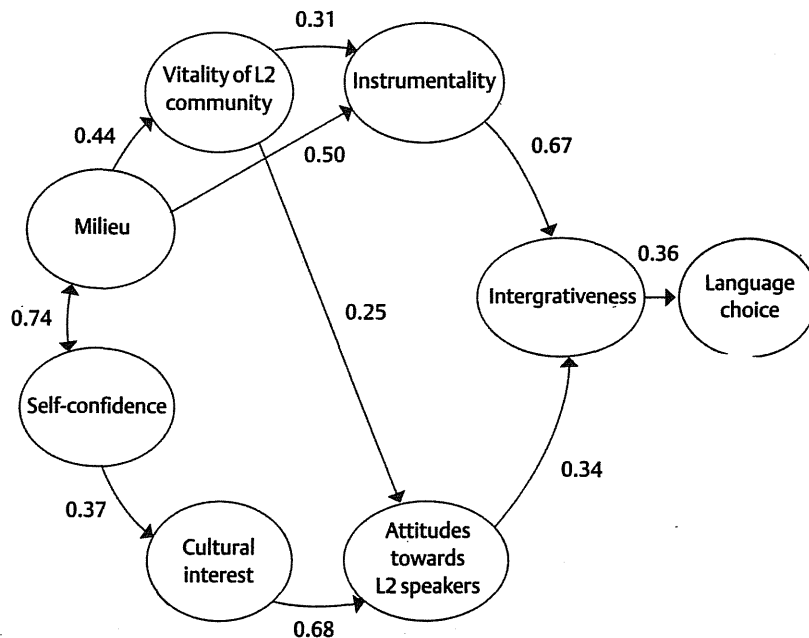 0.31
Vitality of L2
community
Instrumentality
0.44
0.50
0.67
Milieu
0.36
Intergrativeness
Language
choice
0.74
0.25
Self-confidence
0.34
0.37
Cultural
interest
Attitudes
towards
L2 speakers
0.68